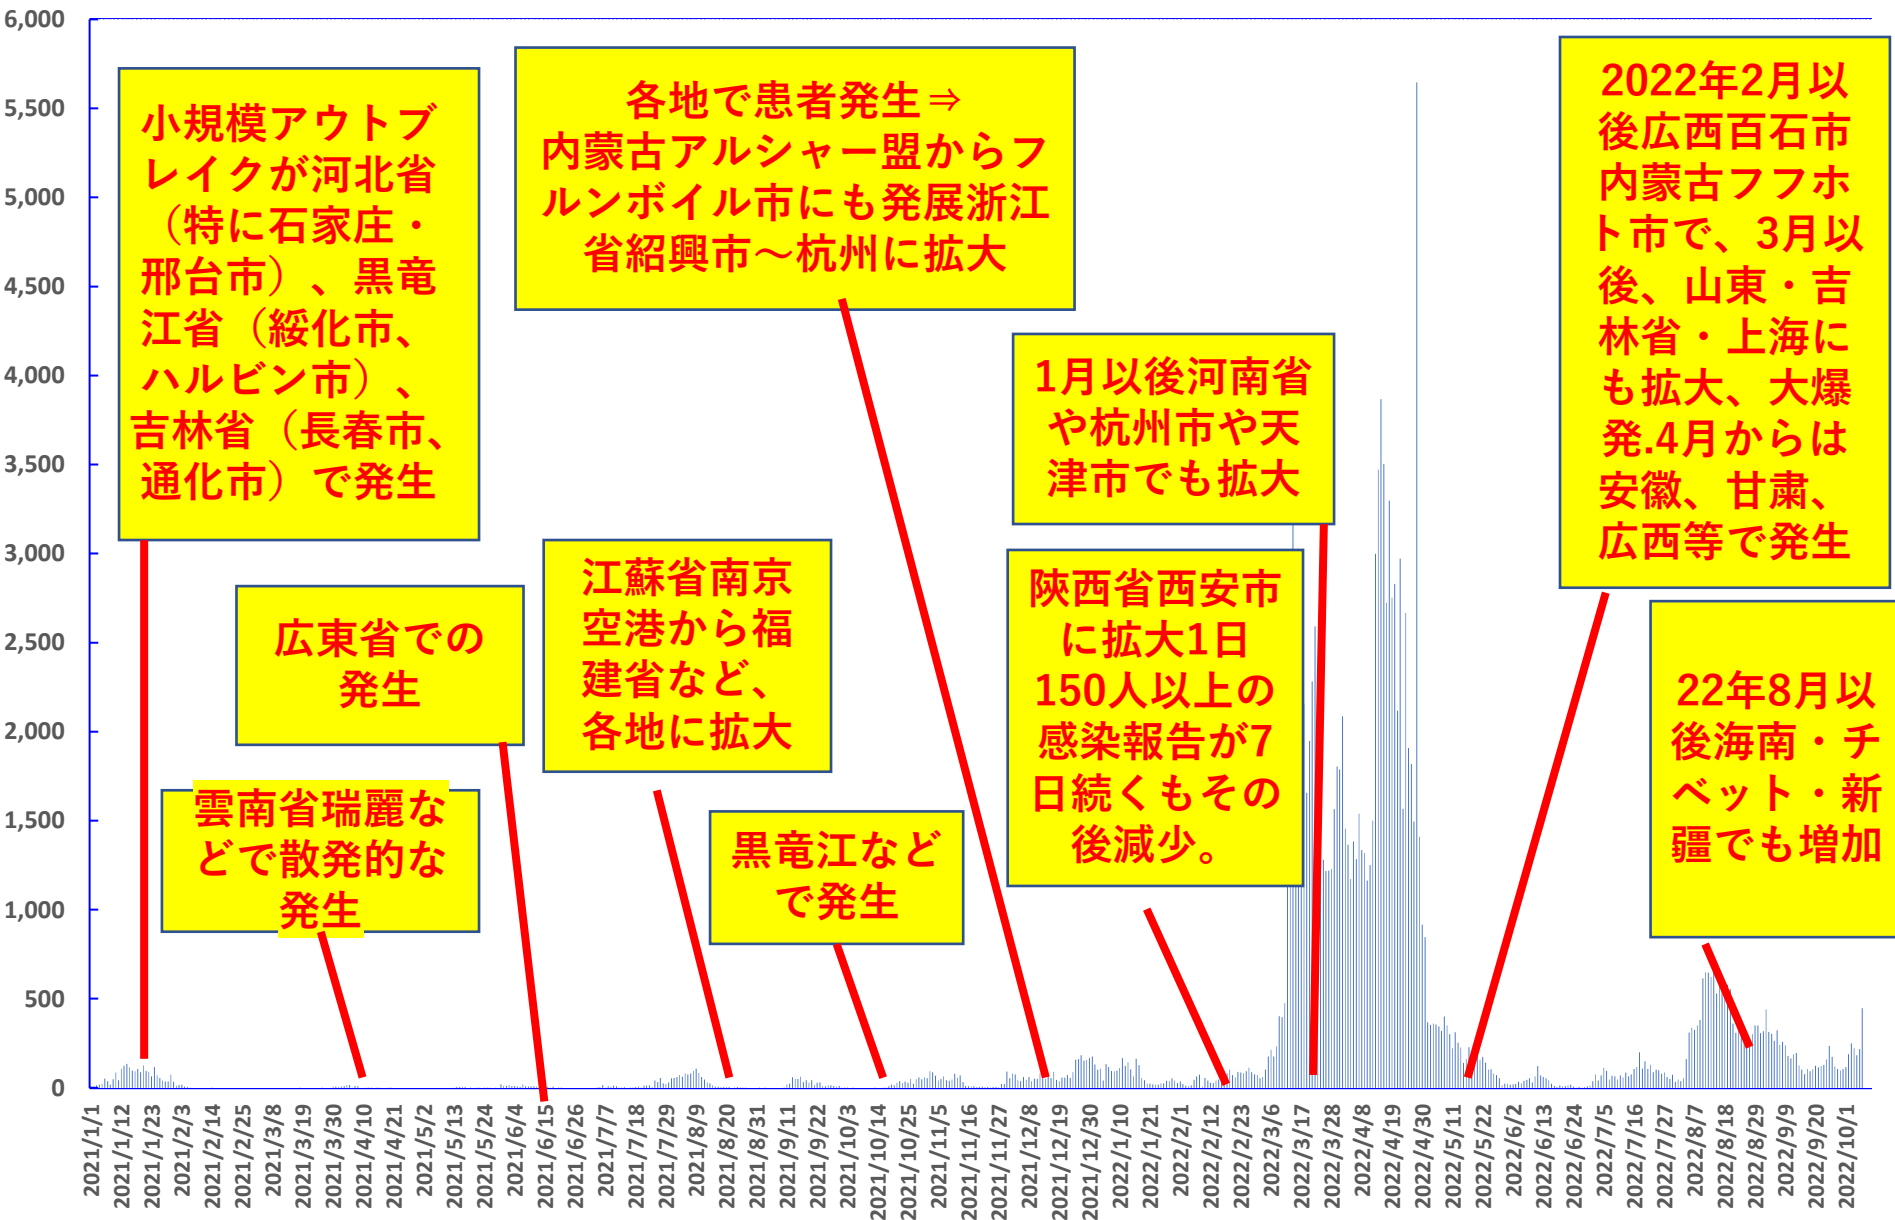 6,000
5,500
5,000
4,500
4,000
3,500
3,000
2,500
2,000
1,500
1,000
500
0
小規模アウトブ
レイクが河北省
（特に石家庄・
邢台市）、黒竜
江省（綏化市、
ハルビン市）、
吉林省（長春市、
通化市）で発生
各地で患者発生⇒
内蒙古アルシャー盟からフ
ルンボイル市にも発展浙江
省紹興市～杭州に拡大
2022年2月以
後広西百石市
内蒙古フフホ
ト市で、3月以
後、山東・吉
林省・上海に
も拡大、大爆
発.4月からは
安徽、甘粛、
広西等で発生
1月以後河南省
や杭州市や天
津市でも拡大
広東省での
発生
江蘇省南京
空港から福
建省など、
各地に拡大
陝西省西安市
に拡大1日
150人以上の
感染報告が7
日続くもその
後減少。
22年8月以
後海南・チ
ベット・新
疆でも増加
雲南省瑞麗な
どで散発的な
発生
黒竜江など
で発生
2021/1/1
2021/1/12
2021/1/23
2021/2/3
2021/2/14
2021/2/25
2021/3/8
2021/3/19
2021/3/30
2021/4/10
2021/4/21
2021/5/2
2021/5/13
2021/5/24
2021/6/4
2021/6/15
2021/6/26
2021/7/7
2021/7/18
2021/7/29
2021/8/9
2021/8/20
2021/8/31
2021/9/11
2021/9/22
2021/10/3
2021/10/14
2021/10/25
2021/11/5
2021/11/16
2021/11/27
2021/12/8
2021/12/19
2021/12/30
2022/1/10
2022/1/21
2022/2/1
2022/2/12
2022/2/23
2022/3/6
2022/3/17
2022/3/28
2022/4/8
2022/4/19
2022/4/30
2022/5/11
2022/5/22
2022/6/2
2022/6/13
2022/6/24
2022/7/5
2022/7/16
2022/7/27
2022/8/7
2022/8/18
2022/8/29
2022/9/9
2022/9/20
2022/10/1